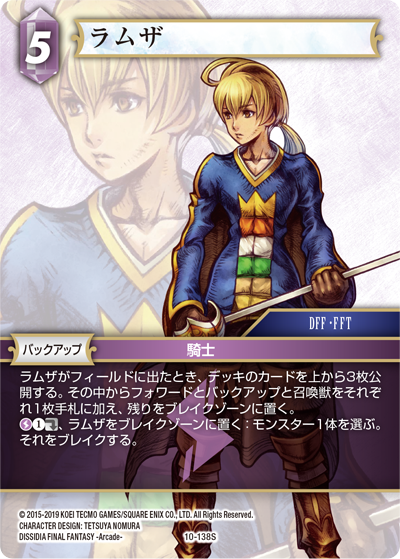 5
ラムザ
DFF・FFT
バックアップ
騎士
ラムザがフィールドに出たとき、デッキのカードを上から3枚公
開する。その中からフォワードとバックアップと召喚獣をそれぞ
れ1枚手札に加え、残りをブレイクゾーンに置く。
1、ラムザをブレイクゾーンに置く：モンスター1体を選ぶ。
それをブレイクする。
© 2015-2019 KOEI TECMO GAMES/SQUARE ENIX CO., LTD. All Rights Reserved.
CHARACTER DESIGN: TETSUYA NOMURA
DISSIDIA FINAL FANTASY -Arcade-
10-138S